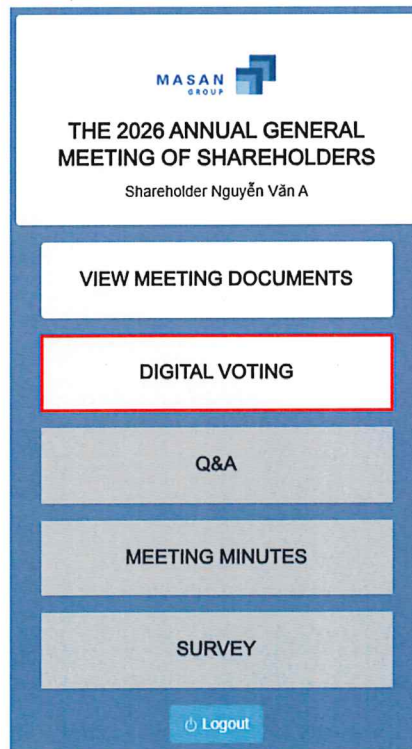 MASAN
GROUP
THE 2026 ANNUAL GENERAL
MEETING OF SHAREHOLDERS
Shareholder Nguyễn Văn A
VIEW MEETING DOCUMENTS
DIGITAL VOTING
Q&A
MEETING MINUTES
SURVEY
Logout